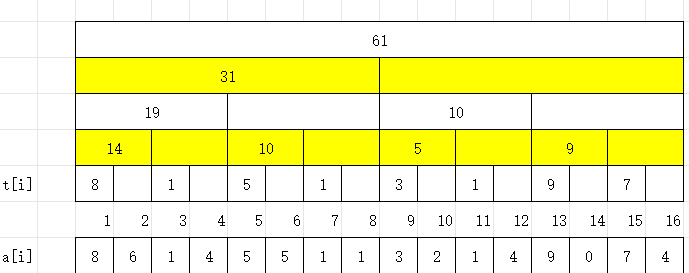 61
31
19 10
14 10 5 9
t[i] 8 1 5 1 3 1 9 7
1 2 3 4 5 6 7 8 9 10 11 12 13 14 15 16
a[i] 8 6 1 4 5 5 1 1 3 2 1 4 9 0 7 4